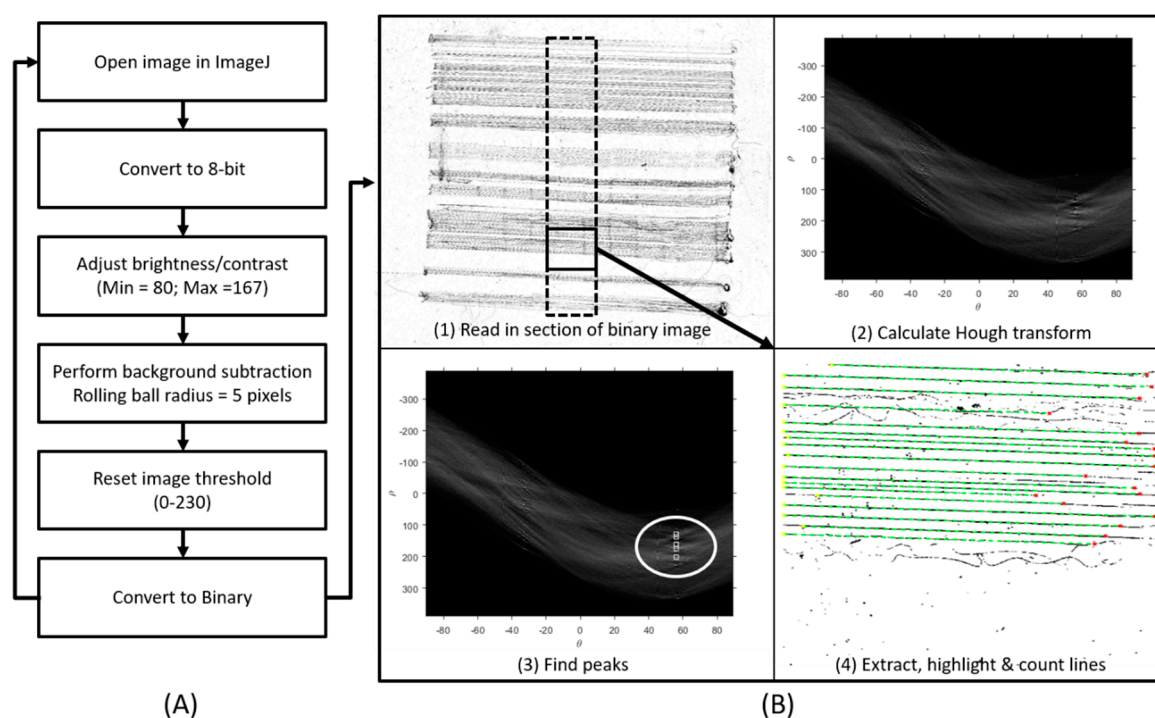 Open image in ImageJ
Convert to 8-bit
Adjust brightness/contrast
(Min = 80; Max =167)
Perform background subtraction
Rolling ball radius = 5 pixels
Reset image threshold
(0-230)
Convert to Binary
(A)
(1) Read in section of binary image
-300
-200
-100
0
100
200
300
ρ
-80 -60 -40 -20 0 20 40 60 80
θ
(2) Calculate Hough transform
-300
-200
-100
0
100
200
300
ρ
-80 -60 -40 -20 0 20 40 60 80
θ
(3) Find peaks
(4) Extract, highlight & count lines
(B)